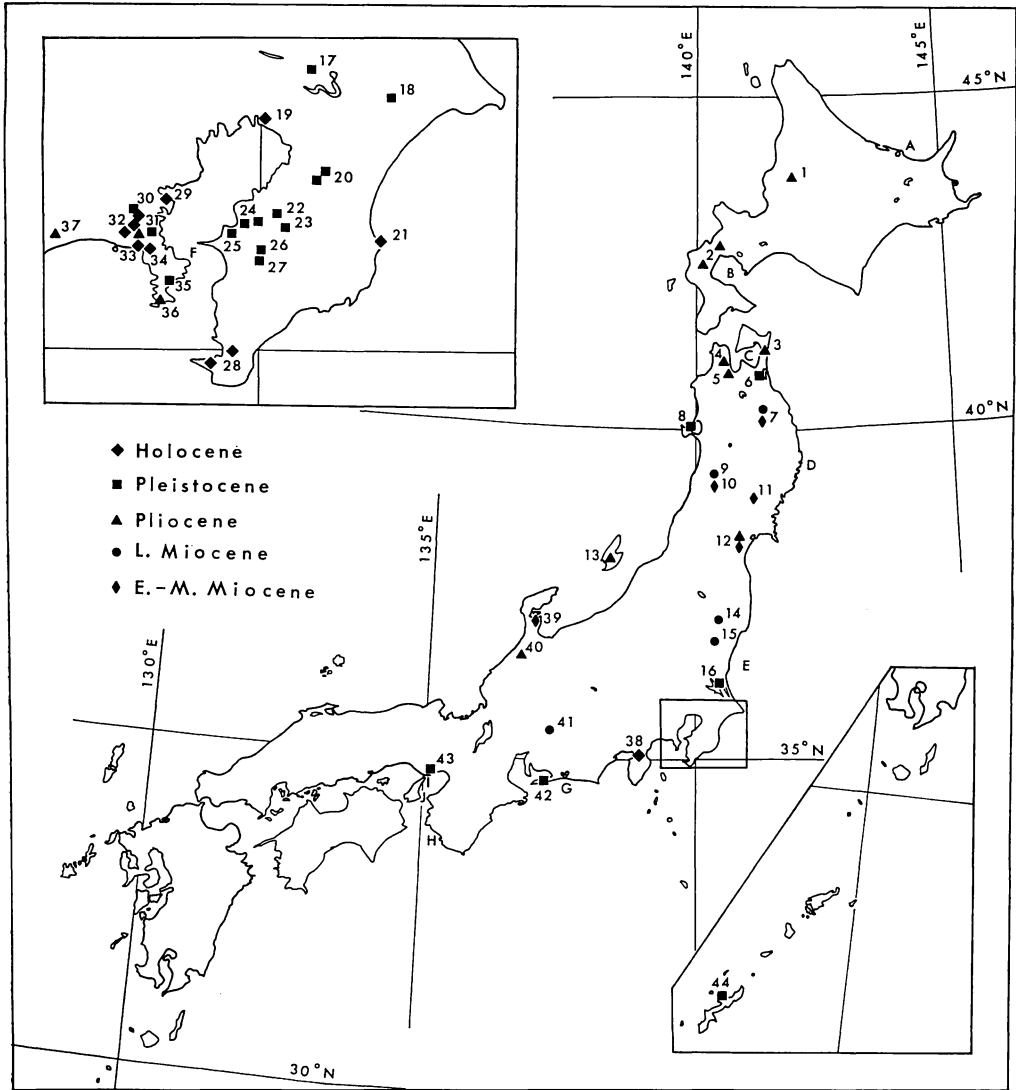 140°E
145°E
45°N
17
18
19
20
21
22
23
24
25
26
27
28
29
30
31
32
33
34
35
36
37
F
A
1
2
B
3
4
C
5
6
7
8
40°N
9
10
11
D
12
13
◆ Holocene
■ Pleistocene
▲ Pliocene
● L. Miocene
♦ E.-M. Miocene
135°E
130°E
14
15
16
E
39
40
41
38
35°N
42
G
43
H
44
30°N